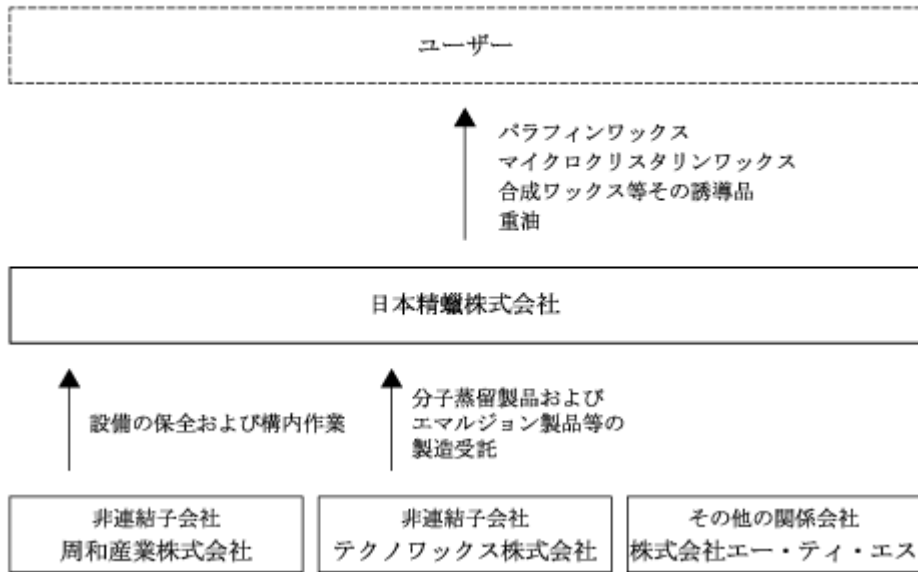 ユーザー
パラフィンワックス
マイクロクリスタリンワックス
合成ワックス等その誘導品
重油
日本精蠟株式会社
設備の保全および構内作業
分子蒸留製品および
エマルジョン製品等の
製造受託
非連結子会社
周和産業株式会社
非連結子会社
テクノワックス株式会社
その他の関係会社
株式会社エー・ティ・エス